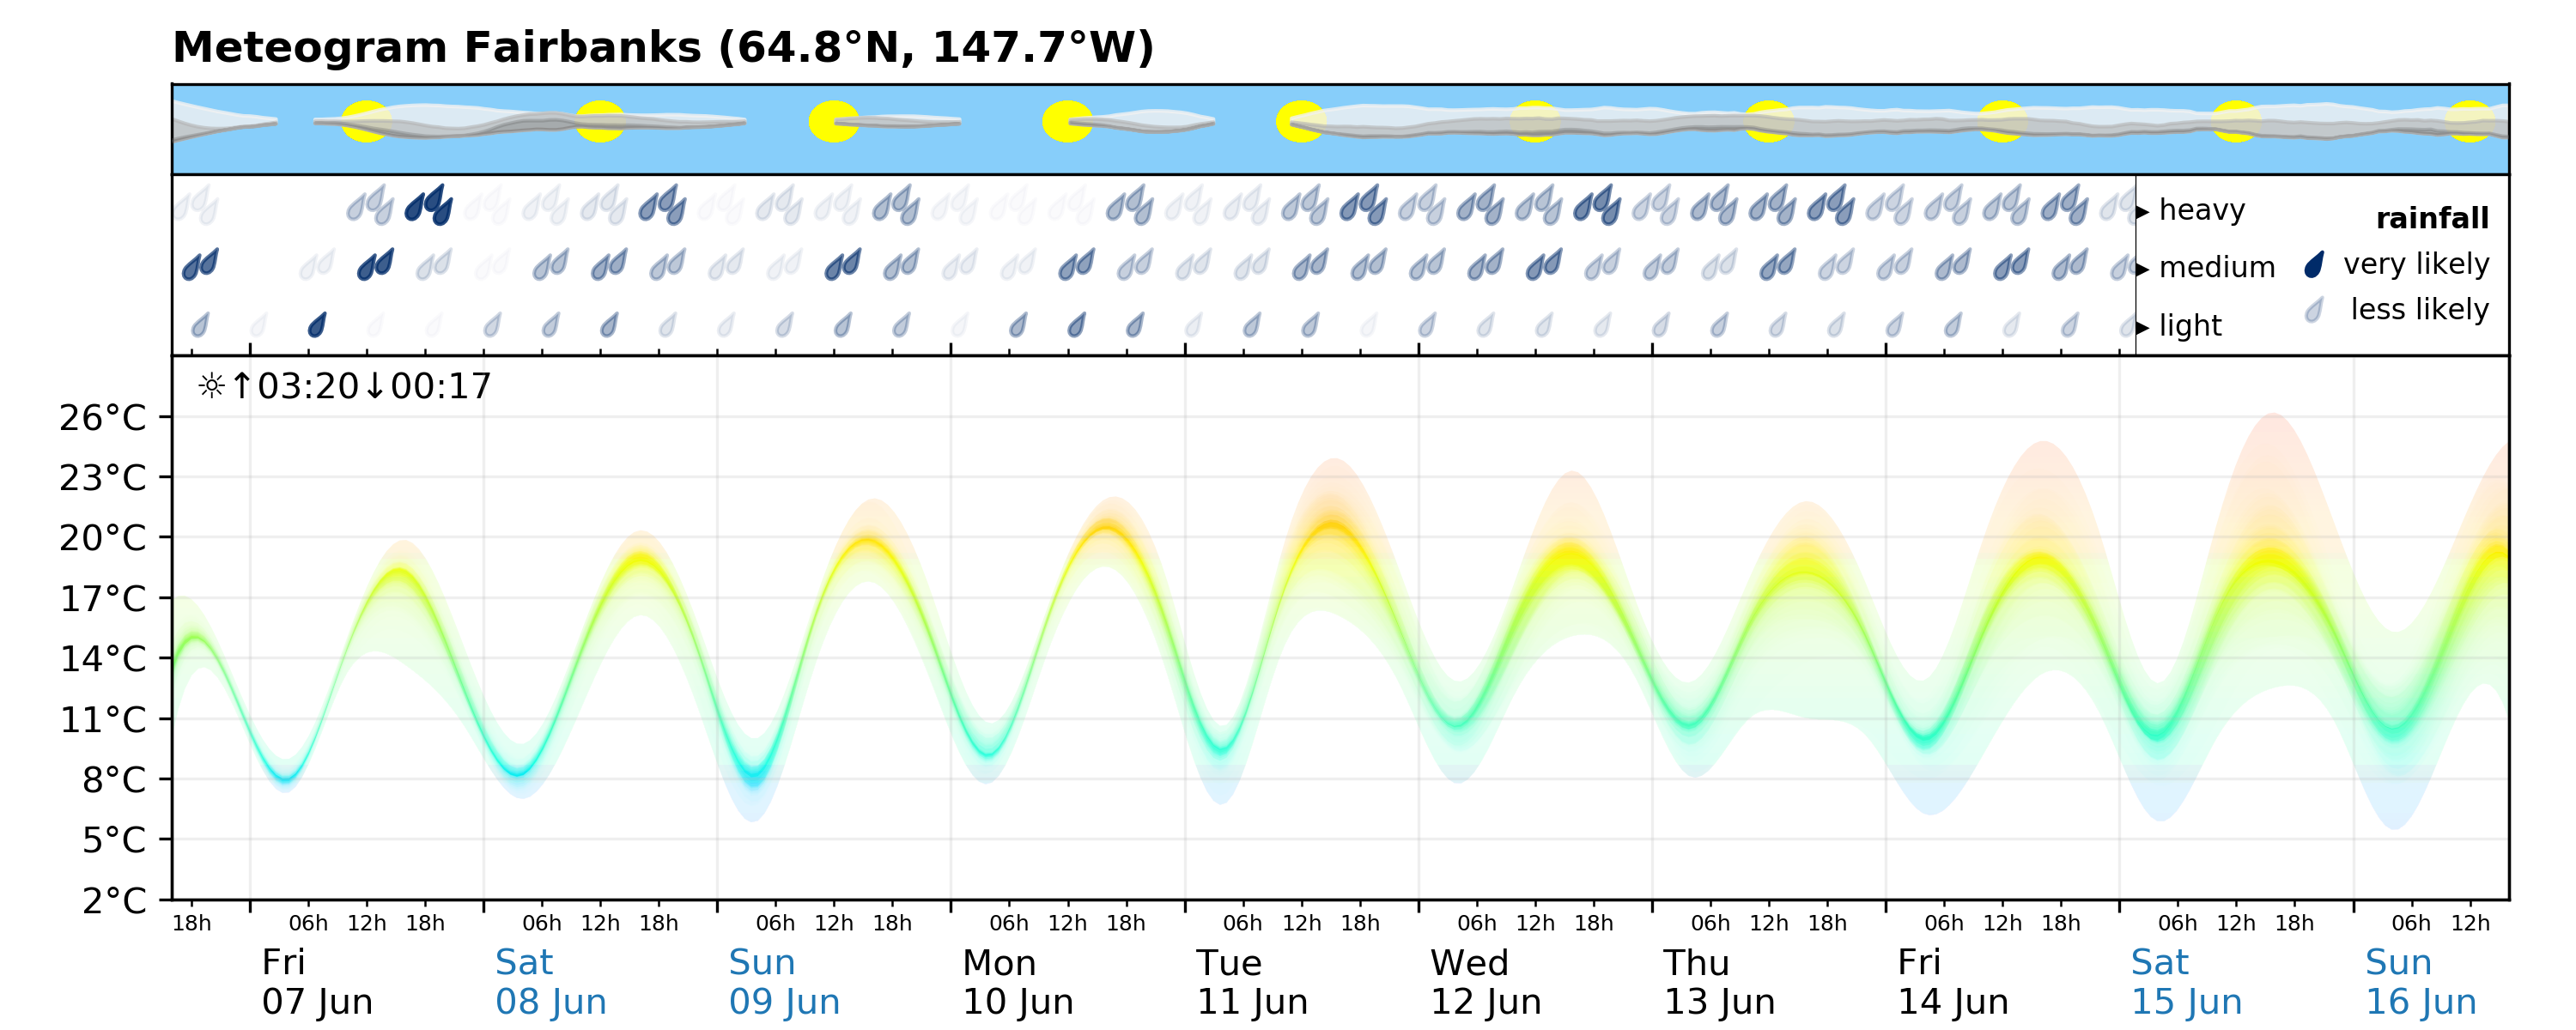 Meteogram Fairbanks (64.8°N, 147.7°W)
▸ heavy
rainfall
▸ medium
very likely
less likely
▸ light
☼↑03:20↓00:17
26°C
23°C
20°C
17°C
14°C
11°C
8°C
5°C
2°C
18h 06h 12h 18h 06h 12h 18h 06h 12h 18h 06h 12h 18h 06h 12h 18h 06h 12h 18h 06h 12h 18h 06h 12h 18h 06h 12h 18h 06h 12h
Fri Sat Sun Mon Tue Wed Thu Fri Sat Sun
07 Jun 08 Jun 09 Jun 10 Jun 11 Jun 12 Jun 13 Jun 14 Jun 15 Jun 16 Jun